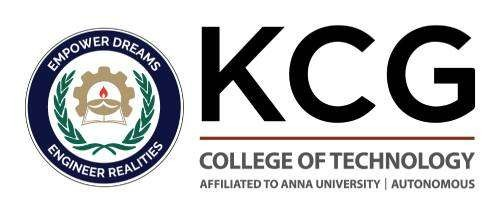 EMPOWER DREAMS
ENGINEER REALITIES
KCG
COLLEGE OF TECHNOLOGY
AFFILIATED TO ANNA UNIVERSITY | AUTONOMOUS